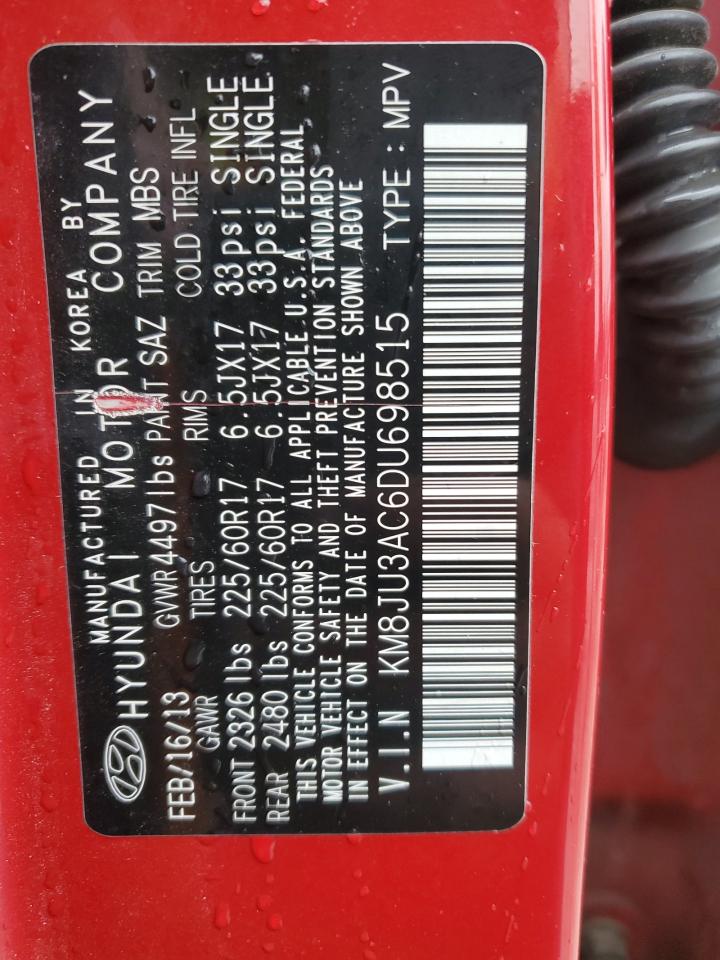 MANUFACTURED IN KOREA BY
HYUNDAI MOTOR COMPANY
FEB/16/13 GVWR 4497lbs PAINT SAZ TRIM MBS
GAWR TIRES RIMS COLD TIRE INFL
FRONT 2326 lbs 225/60R17 6.5JX17 33psi SINGLE
REAR 2480 lbs 225/60R17 6.5JX17 33psi SINGLE
THIS VEHICLE CONFORMS TO ALL APPLICABLE U.S.A. FEDERAL
MOTOR VEHICLE SAFETY AND THEFT PREVENTION STANDARDS
IN EFFECT ON THE DATE OF MANUFACTURE SHOWN ABOVE
V.I.N KM8JU3AC6DU698515 TYPE : MPV